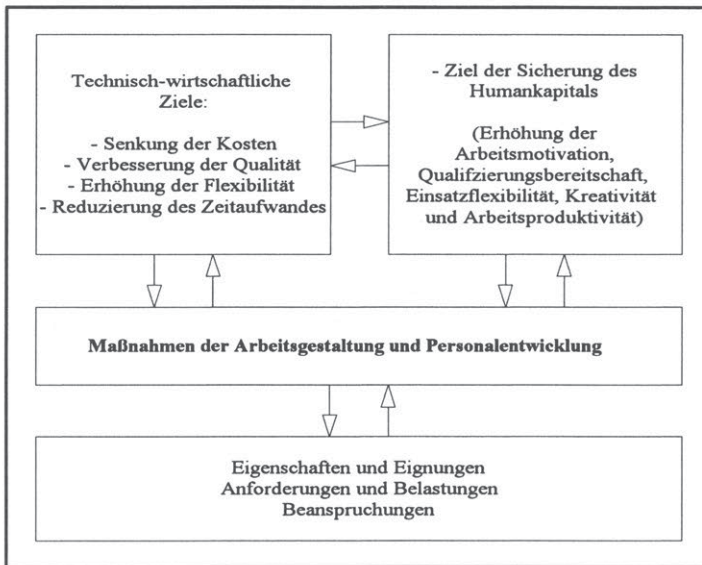 Technisch-wirtschaftliche
Ziele:
- Senkung der Kosten
- Verbesserung der Qualität
- Erhöhung der Flexibilität
- Reduzierung des Zeitaufwandes
- Ziel der Sicherung des
Humankapitals
(Erhöhung der
Arbeitsmotivation,
Qualifzierungsbereitschaft,
Einsatzflexibilität, Kreativität
und Arbeitsproduktivität)
Maßnahmen der Arbeitsgestaltung und Personalentwicklung
Eigenschaften und Eignungen
Anforderungen und Belastungen
Beanspruchungen